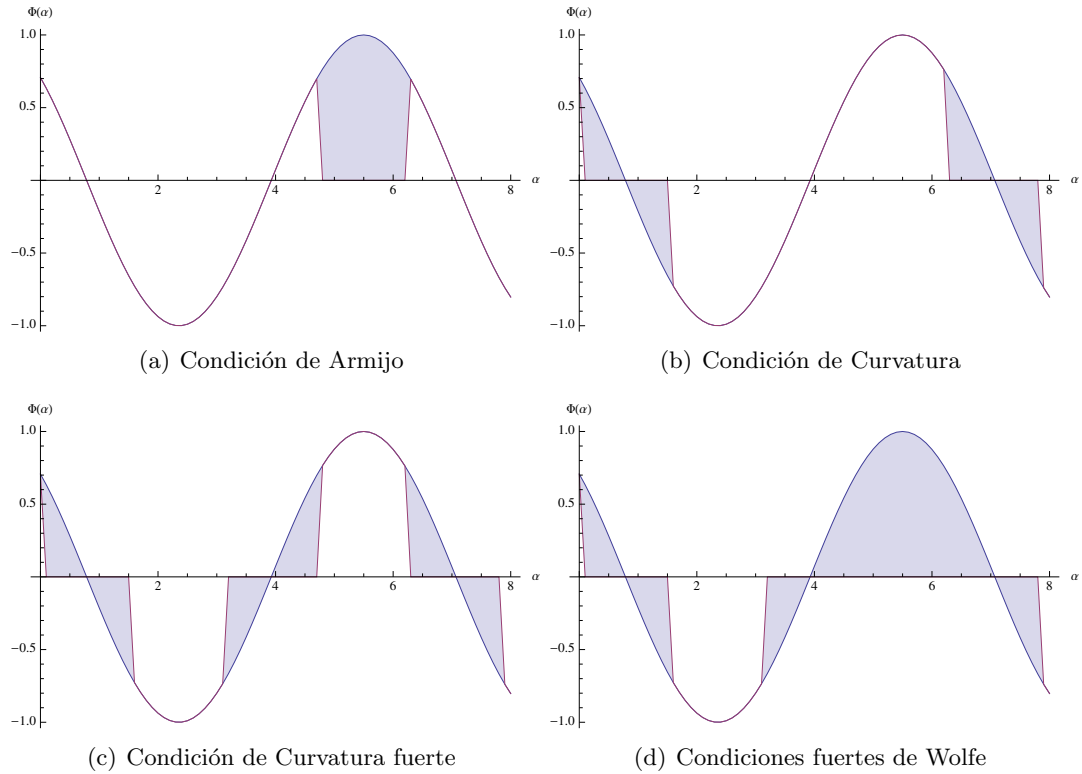 Φ(α)
1.0
0.5
-0.5
-1.0
2
4
6
8
α
(a) Condición de Armijo
Φ(α)
1.0
0.5
-0.5
-1.0
2
4
6
8
α
(b) Condición de Curvatura
Φ(α)
1.0
0.5
-0.5
-1.0
2
4
6
8
α
(c) Condición de Curvatura fuerte
Φ(α)
1.0
0.5
-0.5
-1.0
2
4
6
8
α
(d) Condiciones fuertes de Wolfe